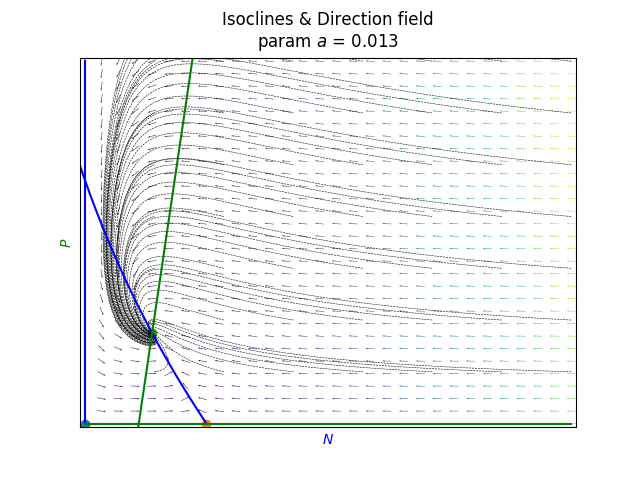 Isoclines & Direction field
param a = 0.013
P
N